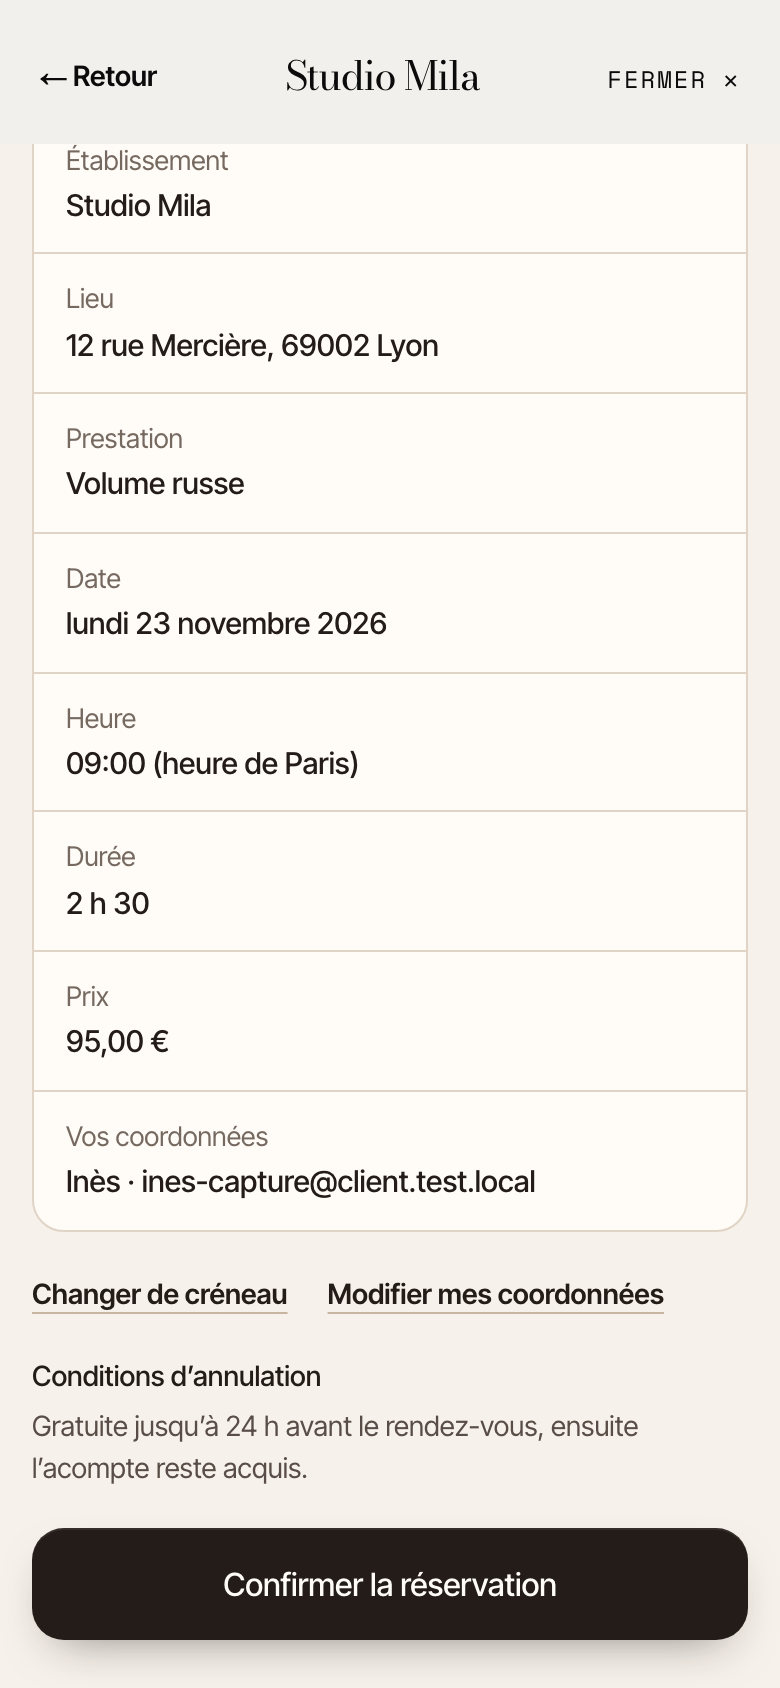 ← Retour
Studio Mila
FERMER ×
Établissement
Studio Mila
Lieu
12 rue Mercière, 69002 Lyon
Prestation
Volume russe
Date
lundi 23 novembre 2026
Heure
09:00 (heure de Paris)
Durée
2 h 30
Prix
95,00 €
Vos coordonnées
Inès · ines-capture@client.test.local
Changer de créneau
Modifier mes coordonnées
Conditions d’annulation
Gratuite jusqu’à 24 h avant le rendez-vous, ensuite
l’acompte reste acquis.
Confirmer la réservation